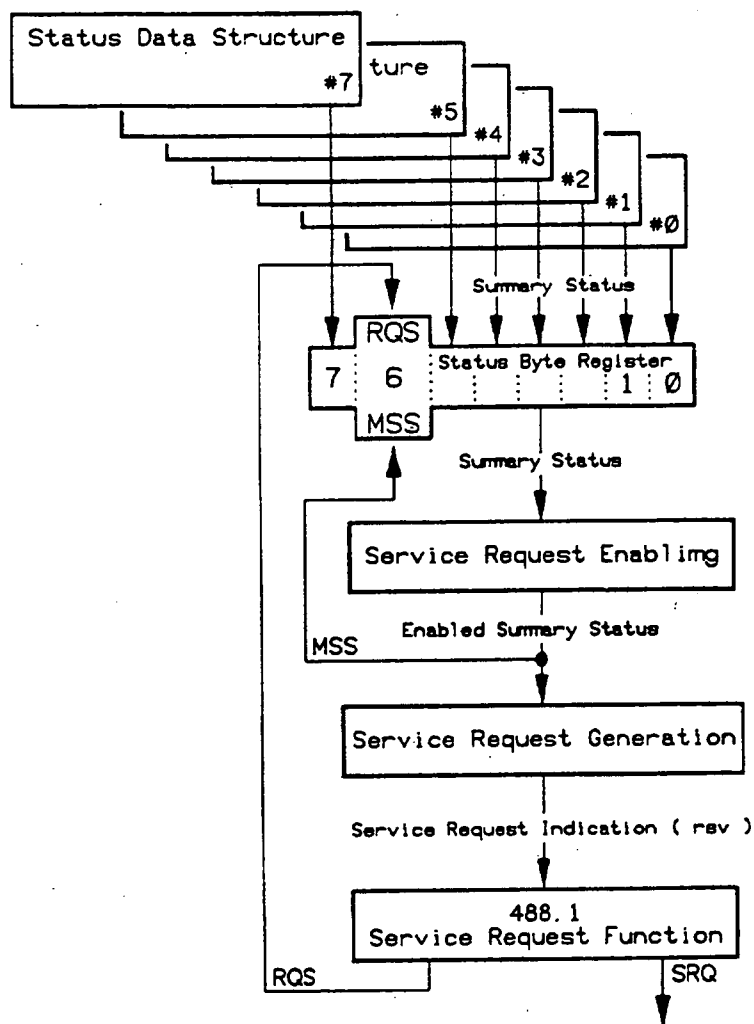 Status Data Structure
ture
#7
#5
#4
#3
#2
#1
#0
Summary Status
RQS
Status Byte Register
7 6 1 0
MSS
Summary Status
Service Request Enablimg
Enabled Summary Status
MSS
Service Request Generation
Service Request Indication ( rsv )
488.1
Service Request Function
RQS
SRQ